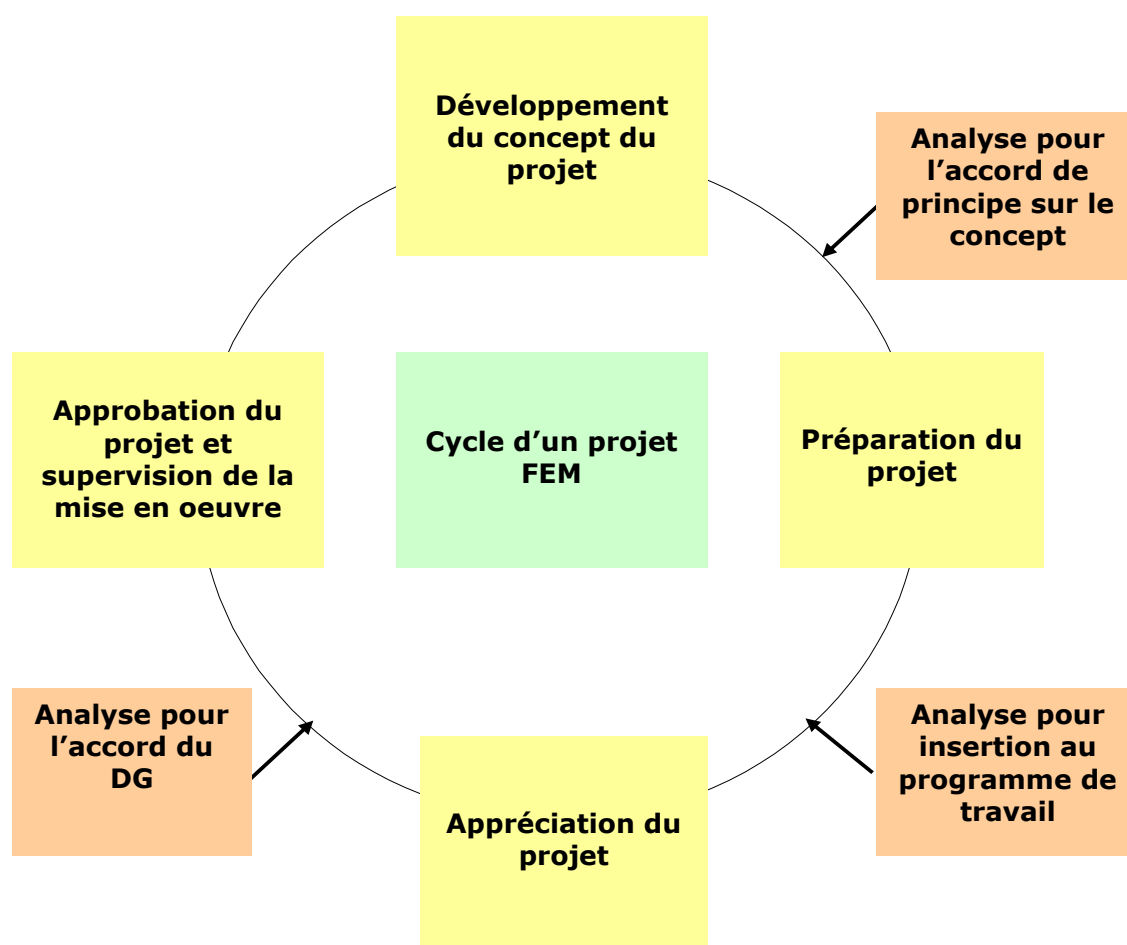 Développement
du concept du
projet
Analyse pour
l’accord de
principe sur le
concept
Approbation du
projet et
supervision de la
mise en oeuvre
Cycle d’un projet
FEM
Préparation du
projet
Analyse pour
l’accord du
DG
Appréciation du
projet
Analyse pour
insertion au
programme de
travail